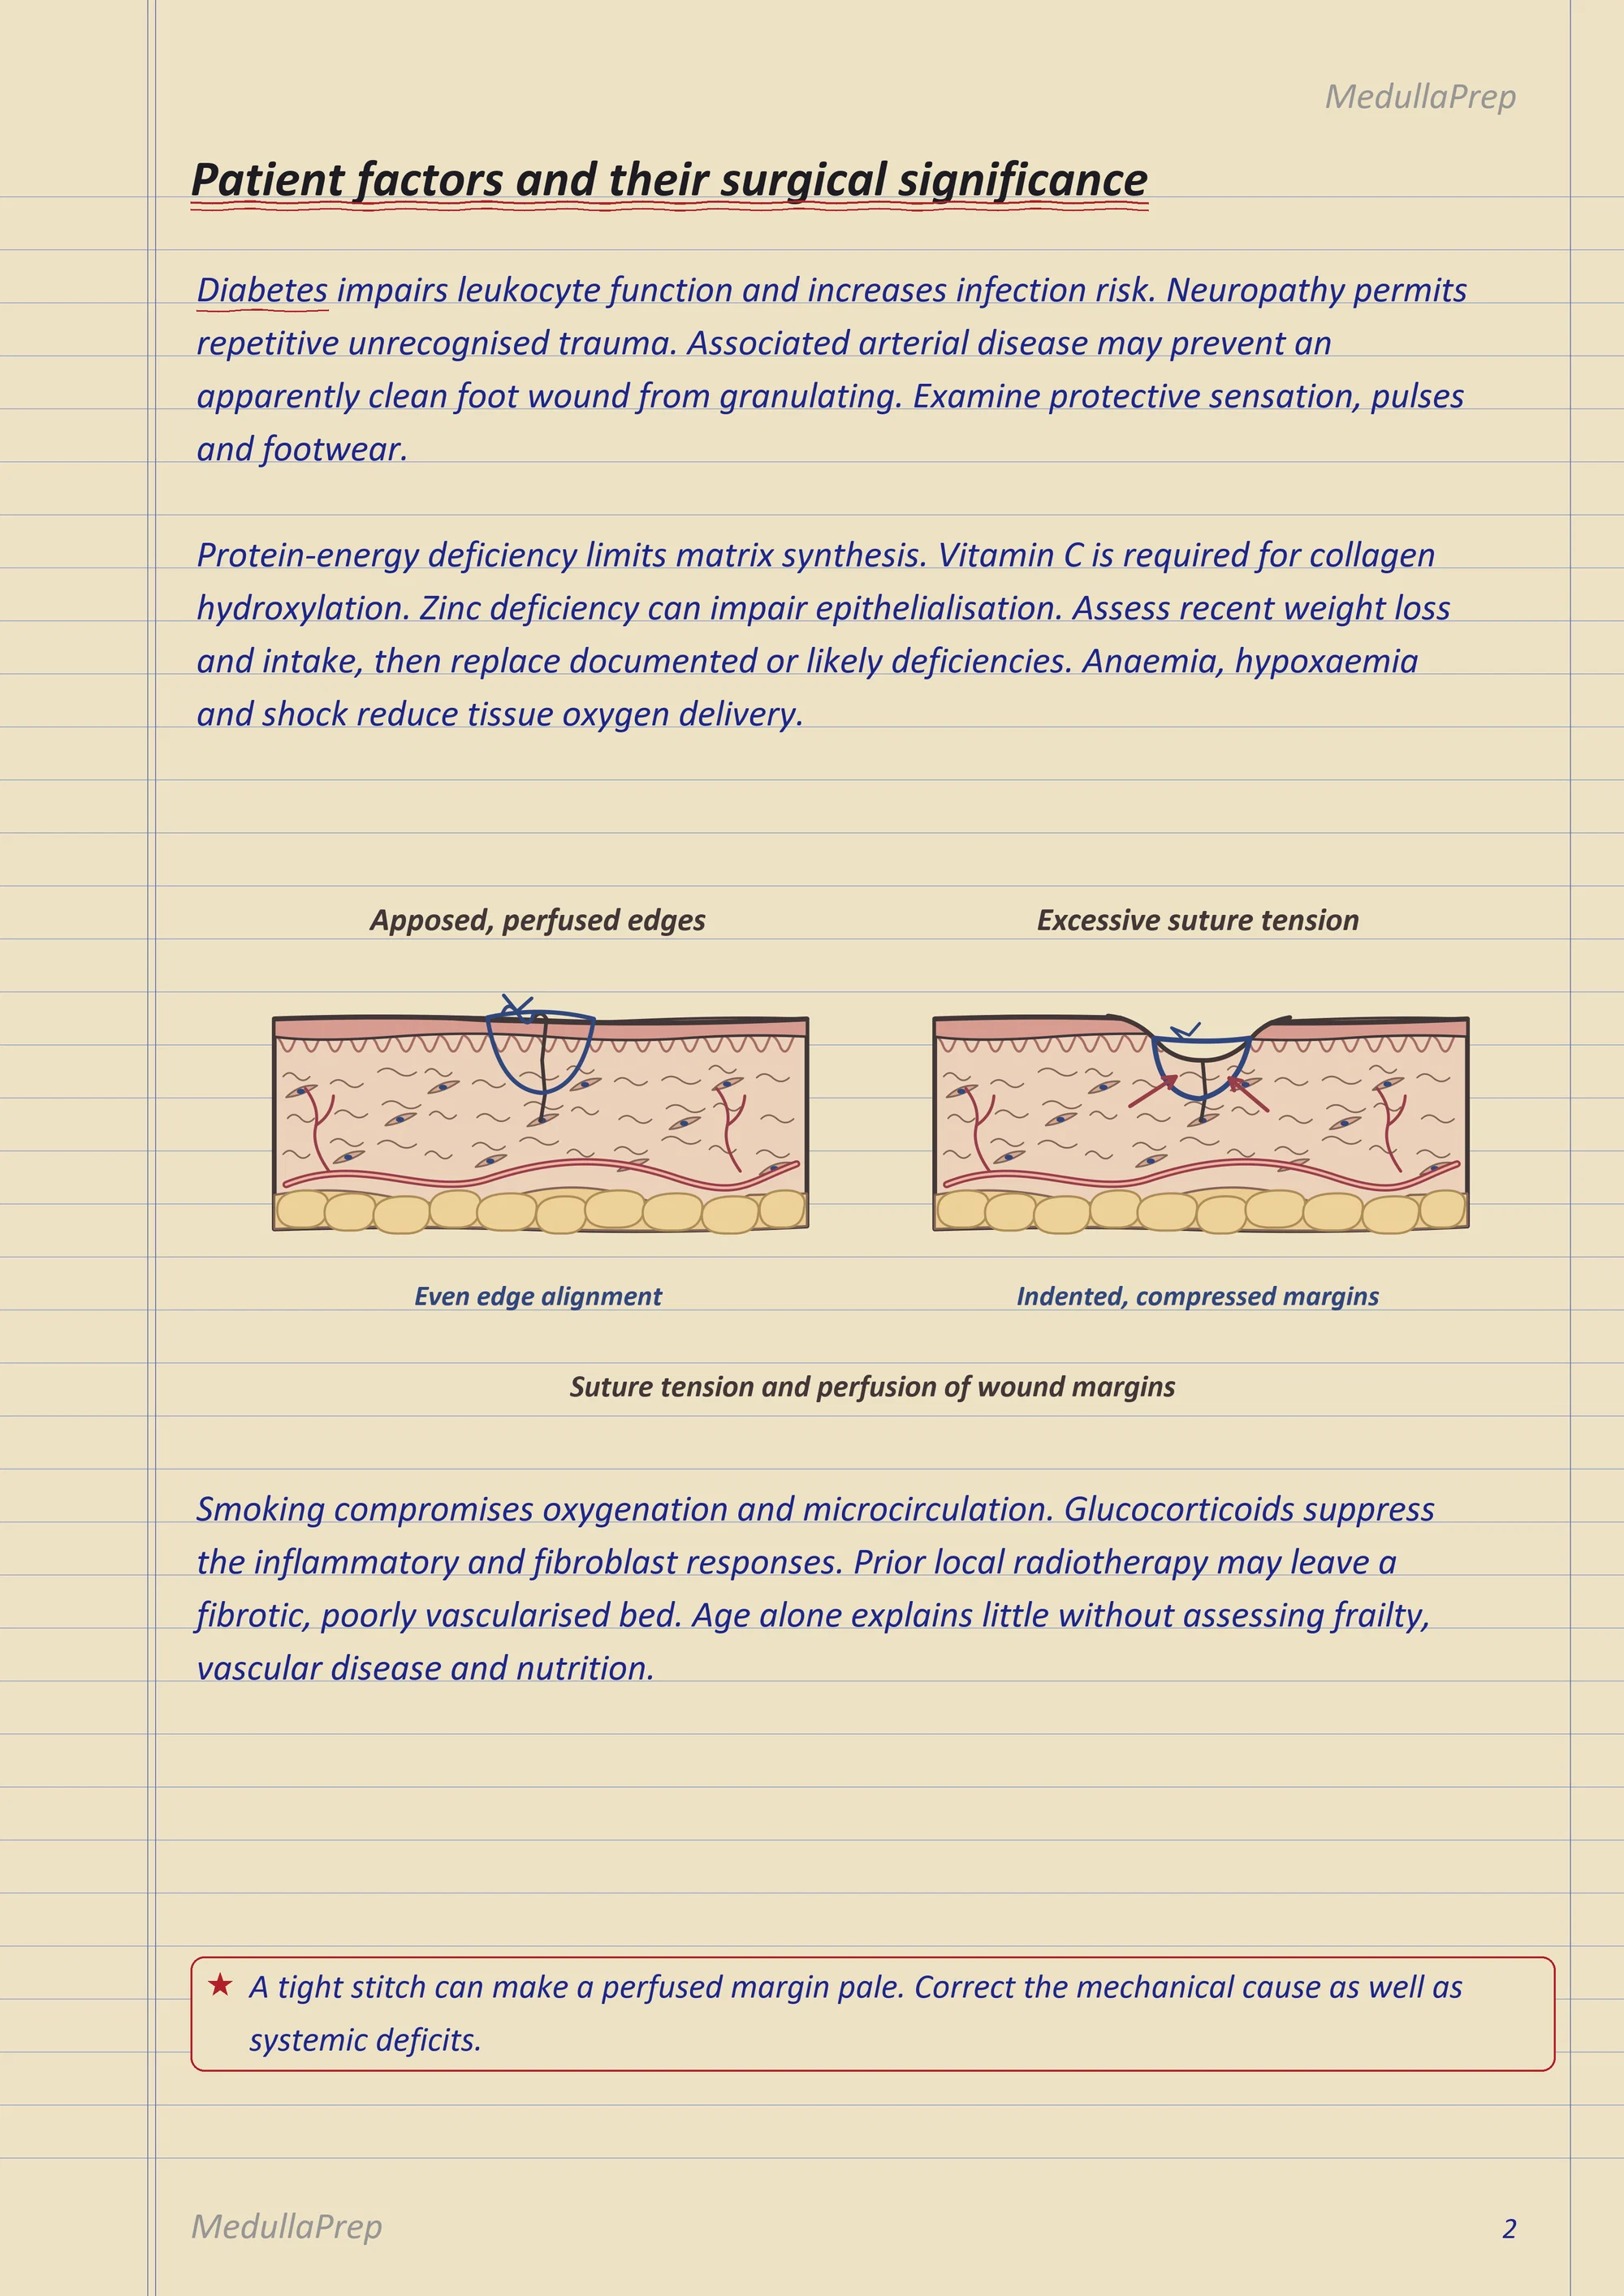 MedullaPrep
Patient factors and their surgical significance
Diabetes impairs leukocyte function and increases infection risk. Neuropathy permits
repetitive unrecognised trauma. Associated arterial disease may prevent an
apparently clean foot wound from granulating. Examine protective sensation, pulses
and footwear.
Protein-energy deficiency limits matrix synthesis. Vitamin C is required for collagen
hydroxylation. Zinc deficiency can impair epithelialisation. Assess recent weight loss
and intake, then replace documented or likely deficiencies. Anaemia, hypoxaemia
and shock reduce tissue oxygen delivery.
Apposed, perfused edges
Excessive suture tension
Even edge alignment
Indented, compressed margins
Suture tension and perfusion of wound margins
Smoking compromises oxygenation and microcirculation. Glucocorticoids suppress
the inflammatory and fibroblast responses. Prior local radiotherapy may leave a
fibrotic, poorly vascularised bed. Age alone explains little without assessing frailty,
vascular disease and nutrition.
★ A tight stitch can make a perfused margin pale. Correct the mechanical cause as well as
systemic deficits.
MedullaPrep
2